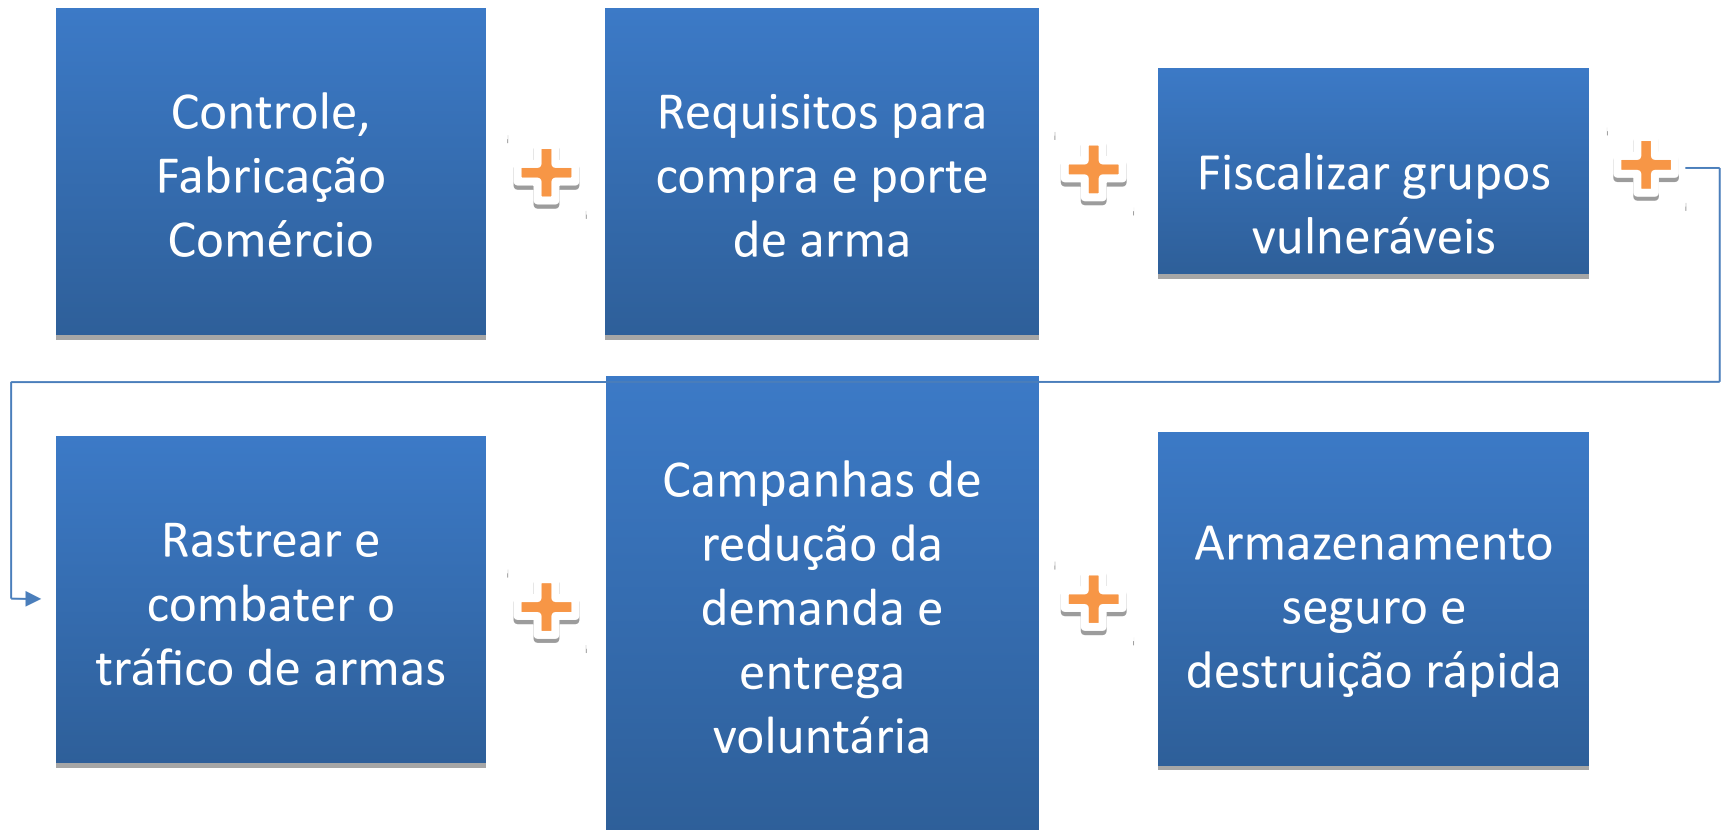 Controle,
Fabricação
Comércio
Requisitos para
compra e porte
de arma
Fiscalizar grupos
vulneráveis
Rastrear e
combater o
tráfico de armas
Campanhas de
redução da
demanda e
entrega
voluntária
Armazenamento
seguro e
destruição rápida